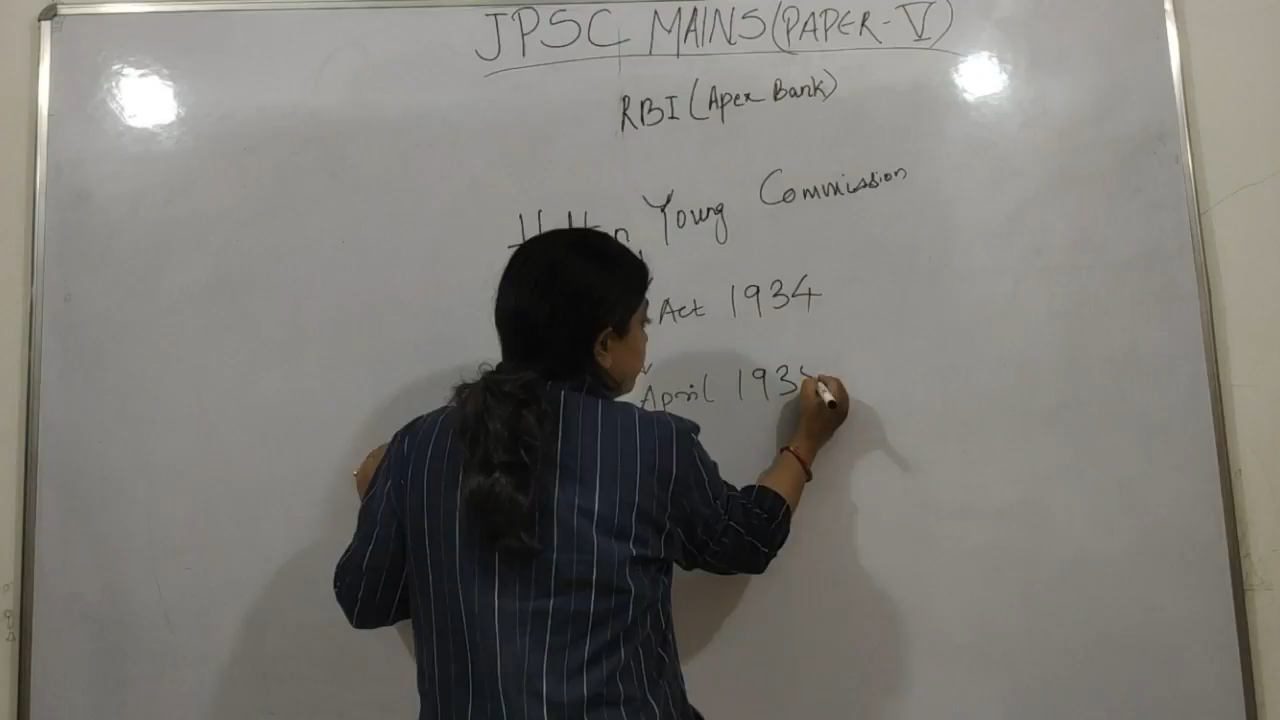 JPSC MAINS (PAPER-V)
RBI (Apex Bank)
Young Commission
Act 1934
April 193